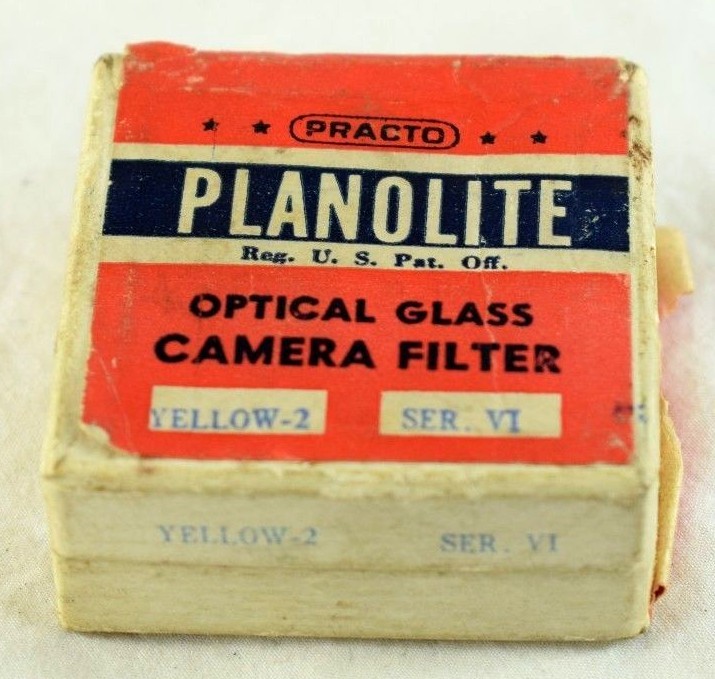 PRACTO
PLANOLITE
Reg. U. S. Pat. Off.
OPTICAL GLASS
CAMERA FILTER
YELLOW-2 SER. VI
YELLOW-2 SER. VI